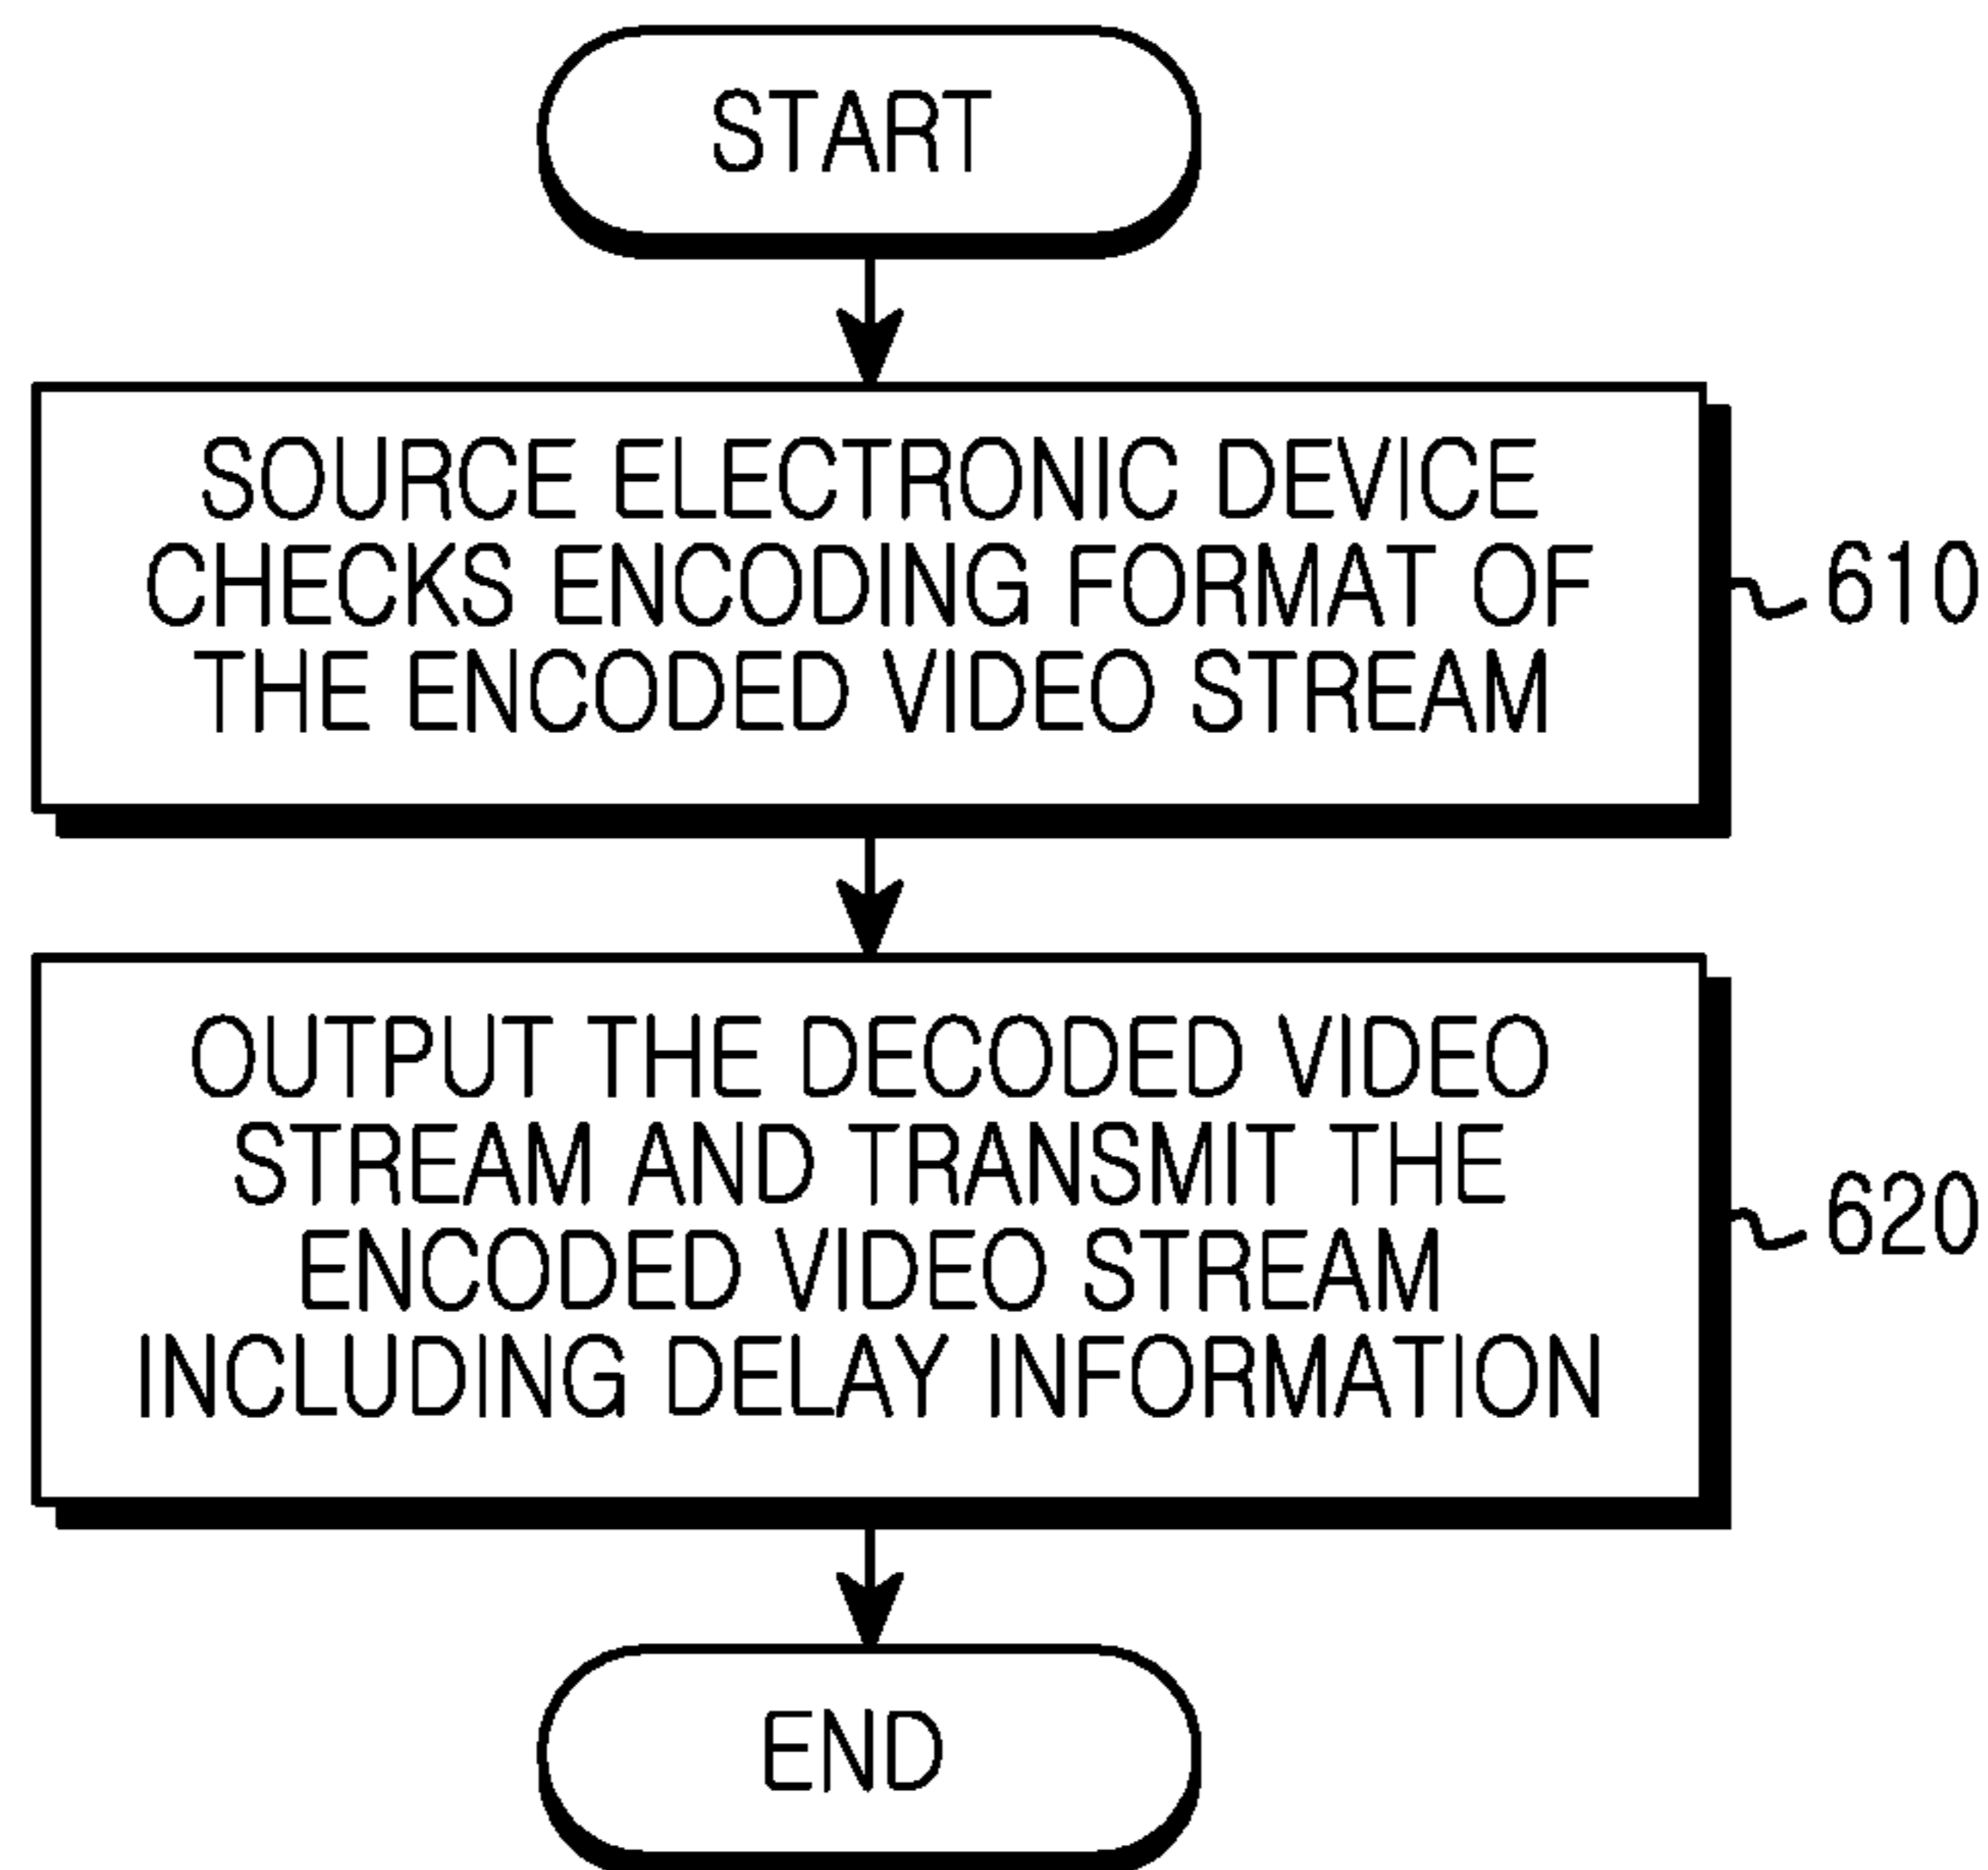 START
SOURCE ELECTRONIC DEVICE
CHECKS ENCODING FORMAT OF
THE ENCODED VIDEO STREAM
610
OUTPUT THE DECODED VIDEO
STREAM AND TRANSMIT THE
ENCODED VIDEO STREAM
INCLUDING DELAY INFORMATION
620
END